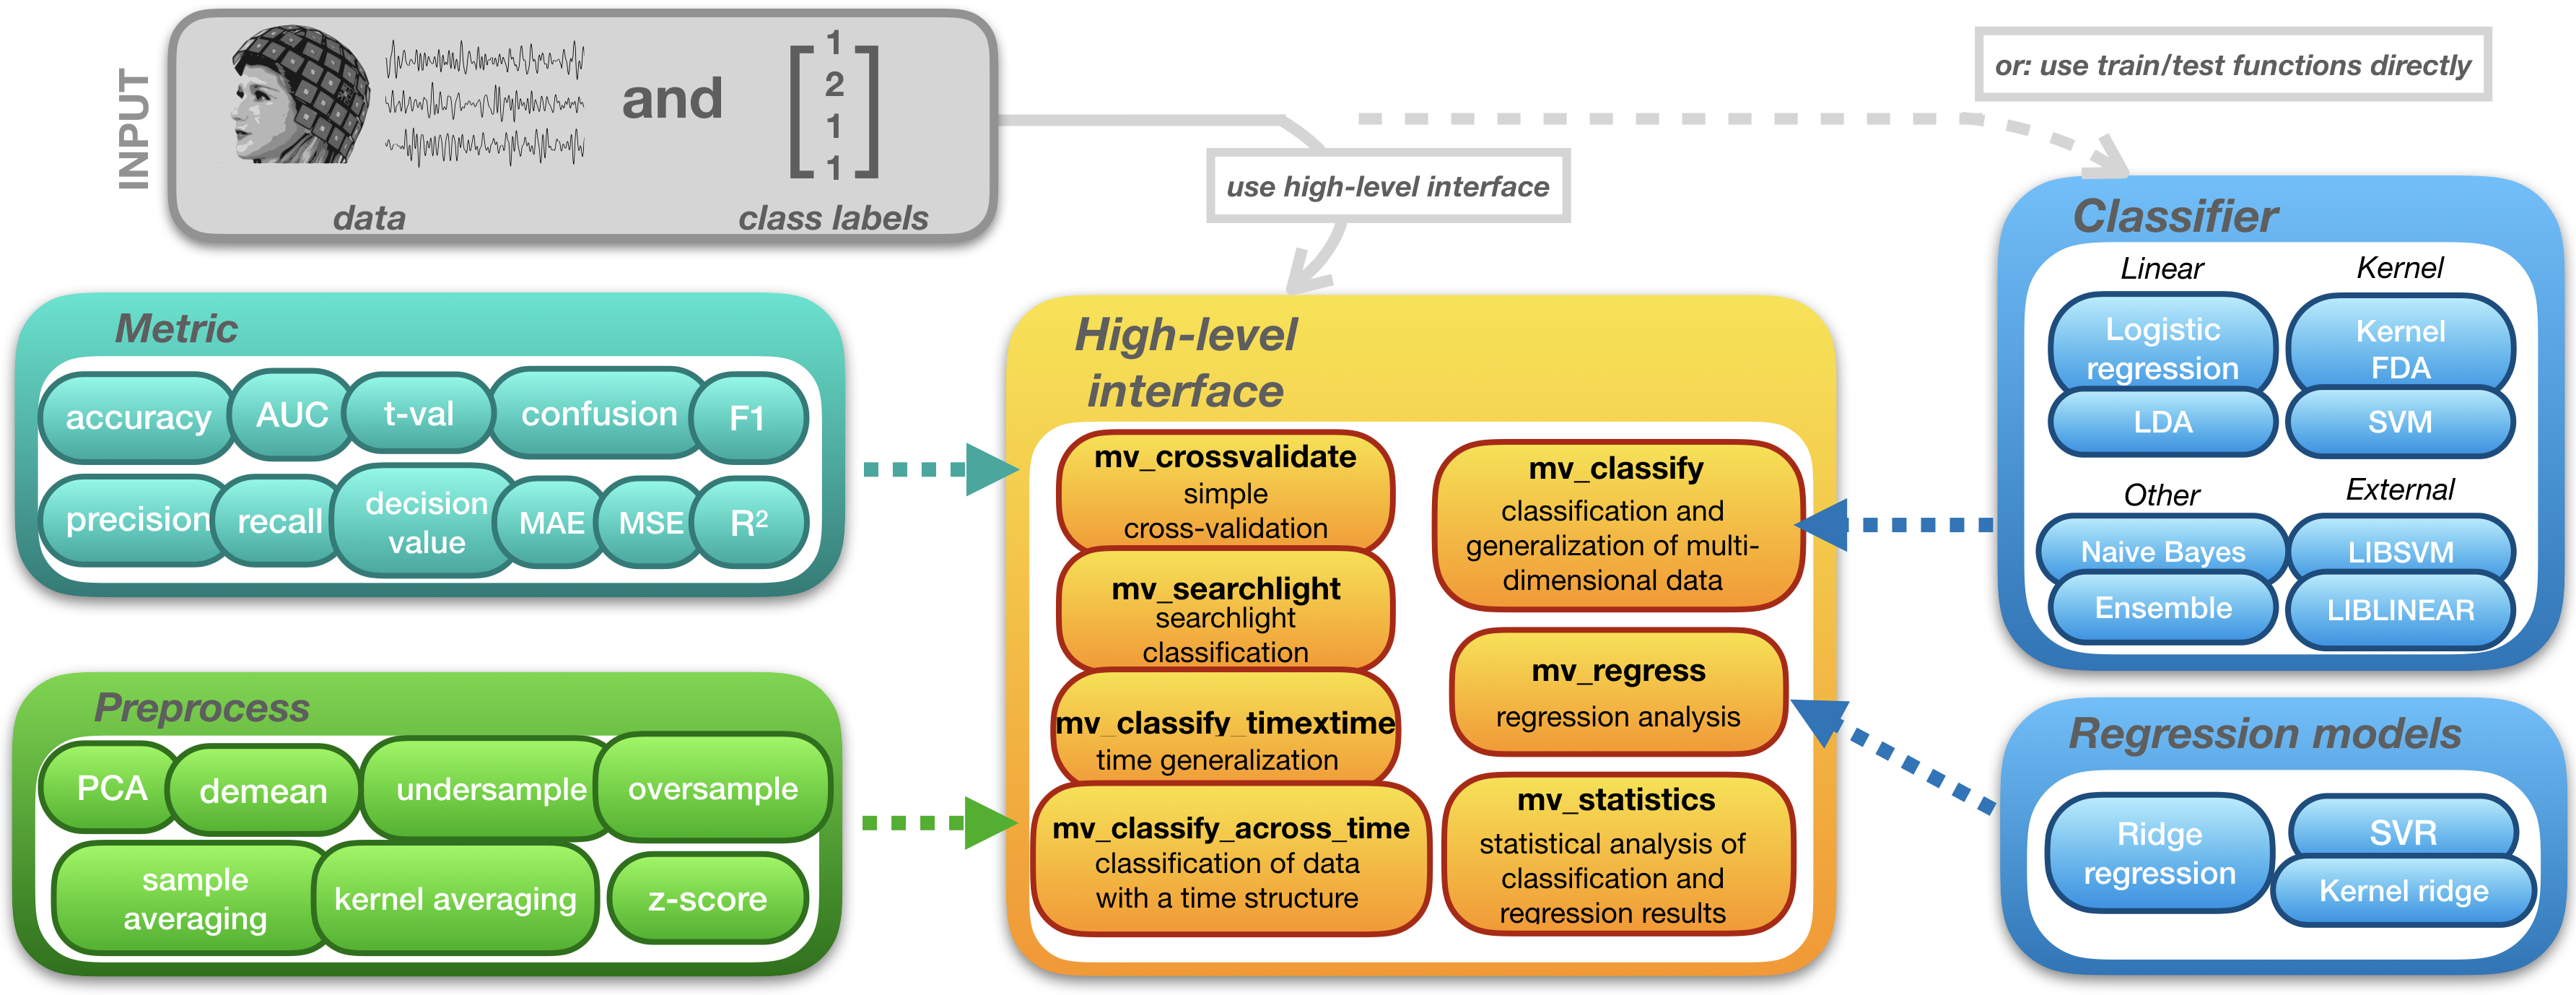 INPUT
and
1
2
1
1
data
class labels
or: use train/test functions directly
use high-level interface
Metric
accuracy
AUC
t-val
confusion
F1
precision
recall
decision
value
MAE
MSE
R²
Preprocess
PCA
demean
undersample
oversample
sample
averaging
kernel averaging
z-score
High-level
interface
mv_crossvalidate
simple
cross-validation
mv_searchlight
searchlight
classification
mv_classify_timextime
time generalization
mv_classify_across_time
classification of data
with a time structure
mv_classify
classification and
generalization of multi-
dimensional data
mv_regress
regression analysis
mv_statistics
statistical analysis of
classification and
regression results
Classifier
Linear
Logistic
regression
LDA
Kernel
Kernel
FDA
SVM
Other
Naive Bayes
Ensemble
External
LIBSVM
LIBLINEAR
Regression models
Ridge
regression
SVR
Kernel ridge